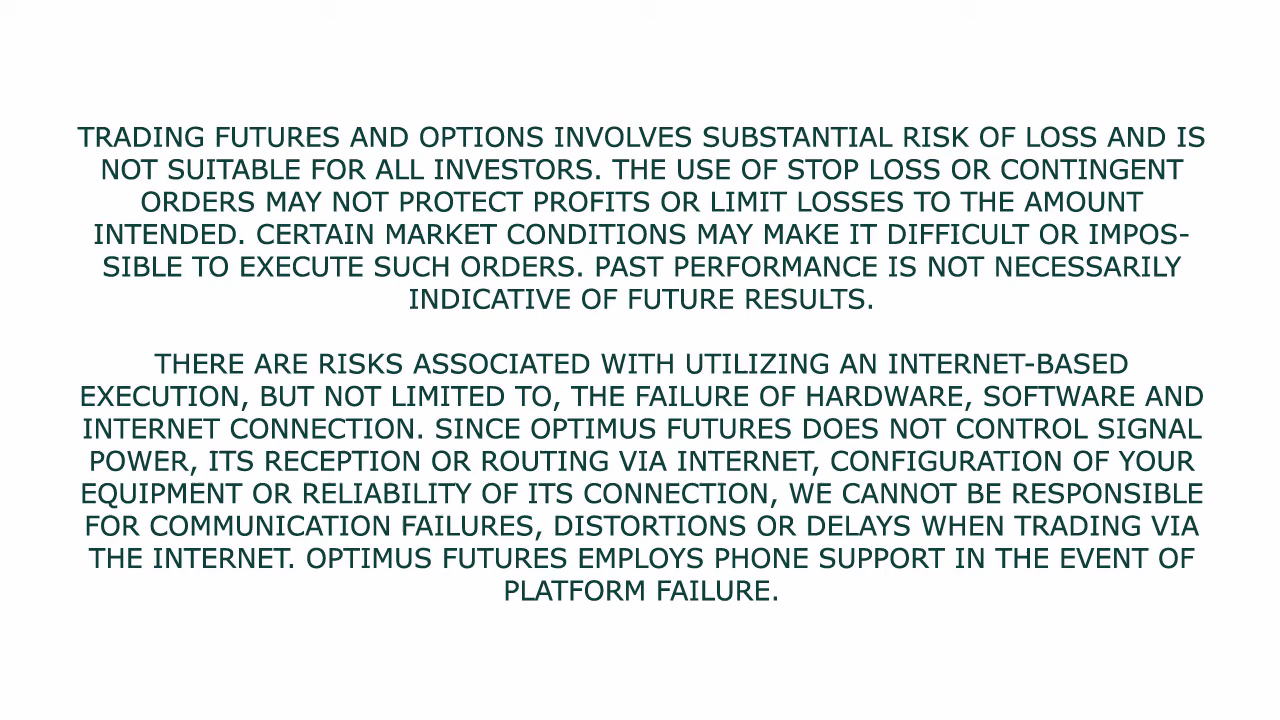 TRADING FUTURES AND OPTIONS INVOLVES SUBSTANTIAL RISK OF LOSS AND IS
NOT SUITABLE FOR ALL INVESTORS. THE USE OF STOP LOSS OR CONTINGENT
ORDERS MAY NOT PROTECT PROFITS OR LIMIT LOSSES TO THE AMOUNT
INTENDED. CERTAIN MARKET CONDITIONS MAY MAKE IT DIFFICULT OR IMPOS-
SIBLE TO EXECUTE SUCH ORDERS. PAST PERFORMANCE IS NOT NECESSARILY
INDICATIVE OF FUTURE RESULTS.
THERE ARE RISKS ASSOCIATED WITH UTILIZING AN INTERNET-BASED
EXECUTION, BUT NOT LIMITED TO, THE FAILURE OF HARDWARE, SOFTWARE AND
INTERNET CONNECTION. SINCE OPTIMUS FUTURES DOES NOT CONTROL SIGNAL
POWER, ITS RECEPTION OR ROUTING VIA INTERNET, CONFIGURATION OF YOUR
EQUIPMENT OR RELIABILITY OF ITS CONNECTION, WE CANNOT BE RESPONSIBLE
FOR COMMUNICATION FAILURES, DISTORTIONS OR DELAYS WHEN TRADING VIA
THE INTERNET. OPTIMUS FUTURES EMPLOYS PHONE SUPPORT IN THE EVENT OF
PLATFORM FAILURE.